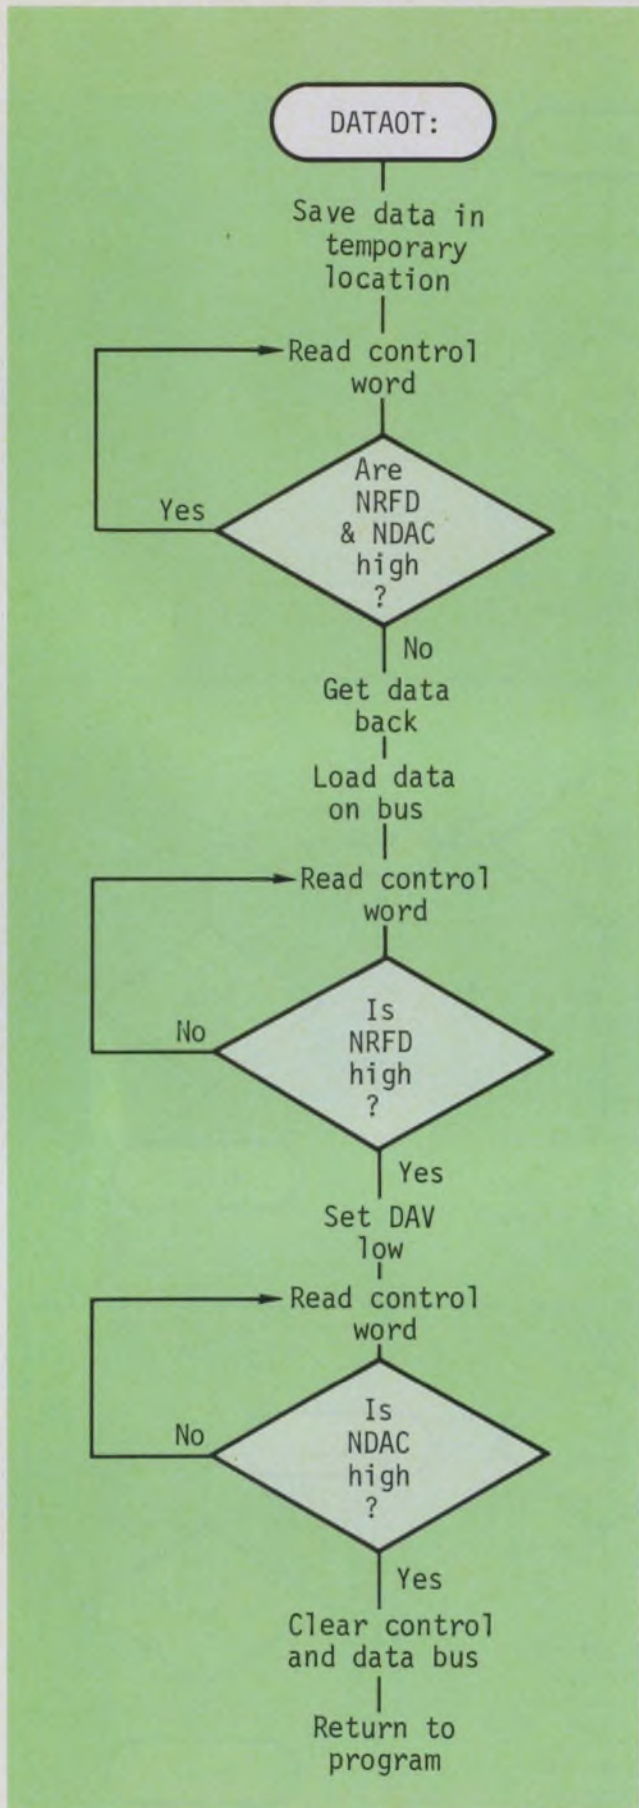 DATAOT:
Save data in
temporary
location
Read control
word
Are
NRFD
& NDAC
high
?
Yes
No
Get data
back
Load data
on bus
Read control
word
Is
NRFD
high
?
No
Yes
Set DAV
low
Read control
word
Is
NDAC
high
?
No
Yes
Clear control
and data bus
Return to
program